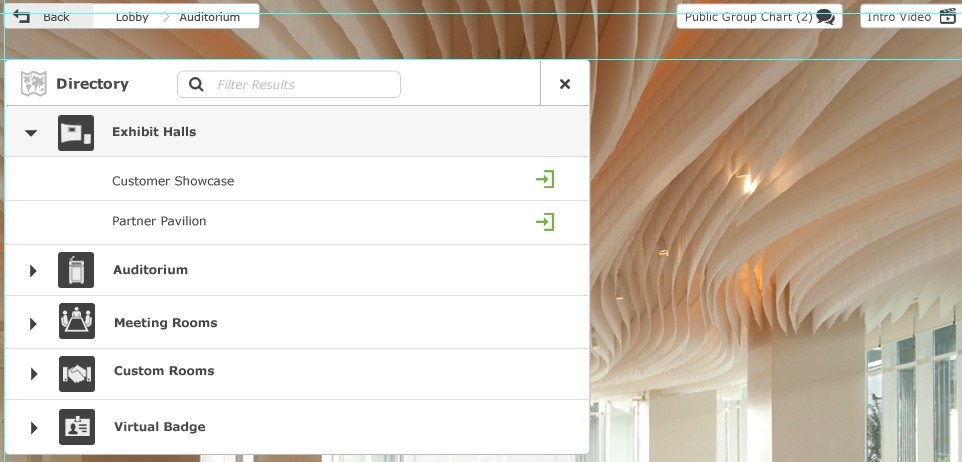 Back Lobby Auditorium Public Group Chart (2) Intro Video
Directory Filter Results
Exhibit Halls
Customer Showcase
Partner Pavilion
Auditorium
Meeting Rooms
Custom Rooms
Virtual Badge